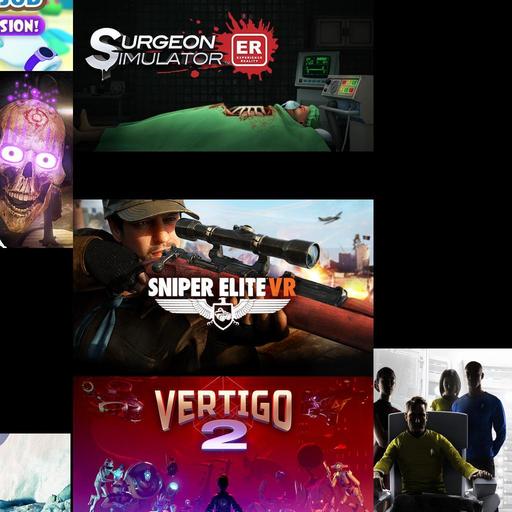 SION!
SURGEON
SIMULATOR
ER
EXPERIENCE
REALITY
SNIPER ELITE VR
VERTIGO
2